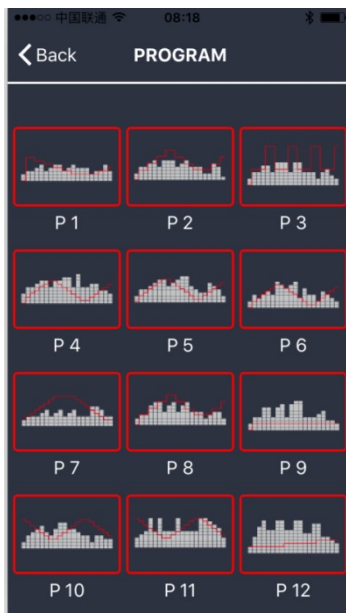 中国联通 08:18
Back PROGRAM
P 1 P 2 P 3
P 4 P 5 P 6
P 7 P 8 P 9
P 10 P 11 P 12